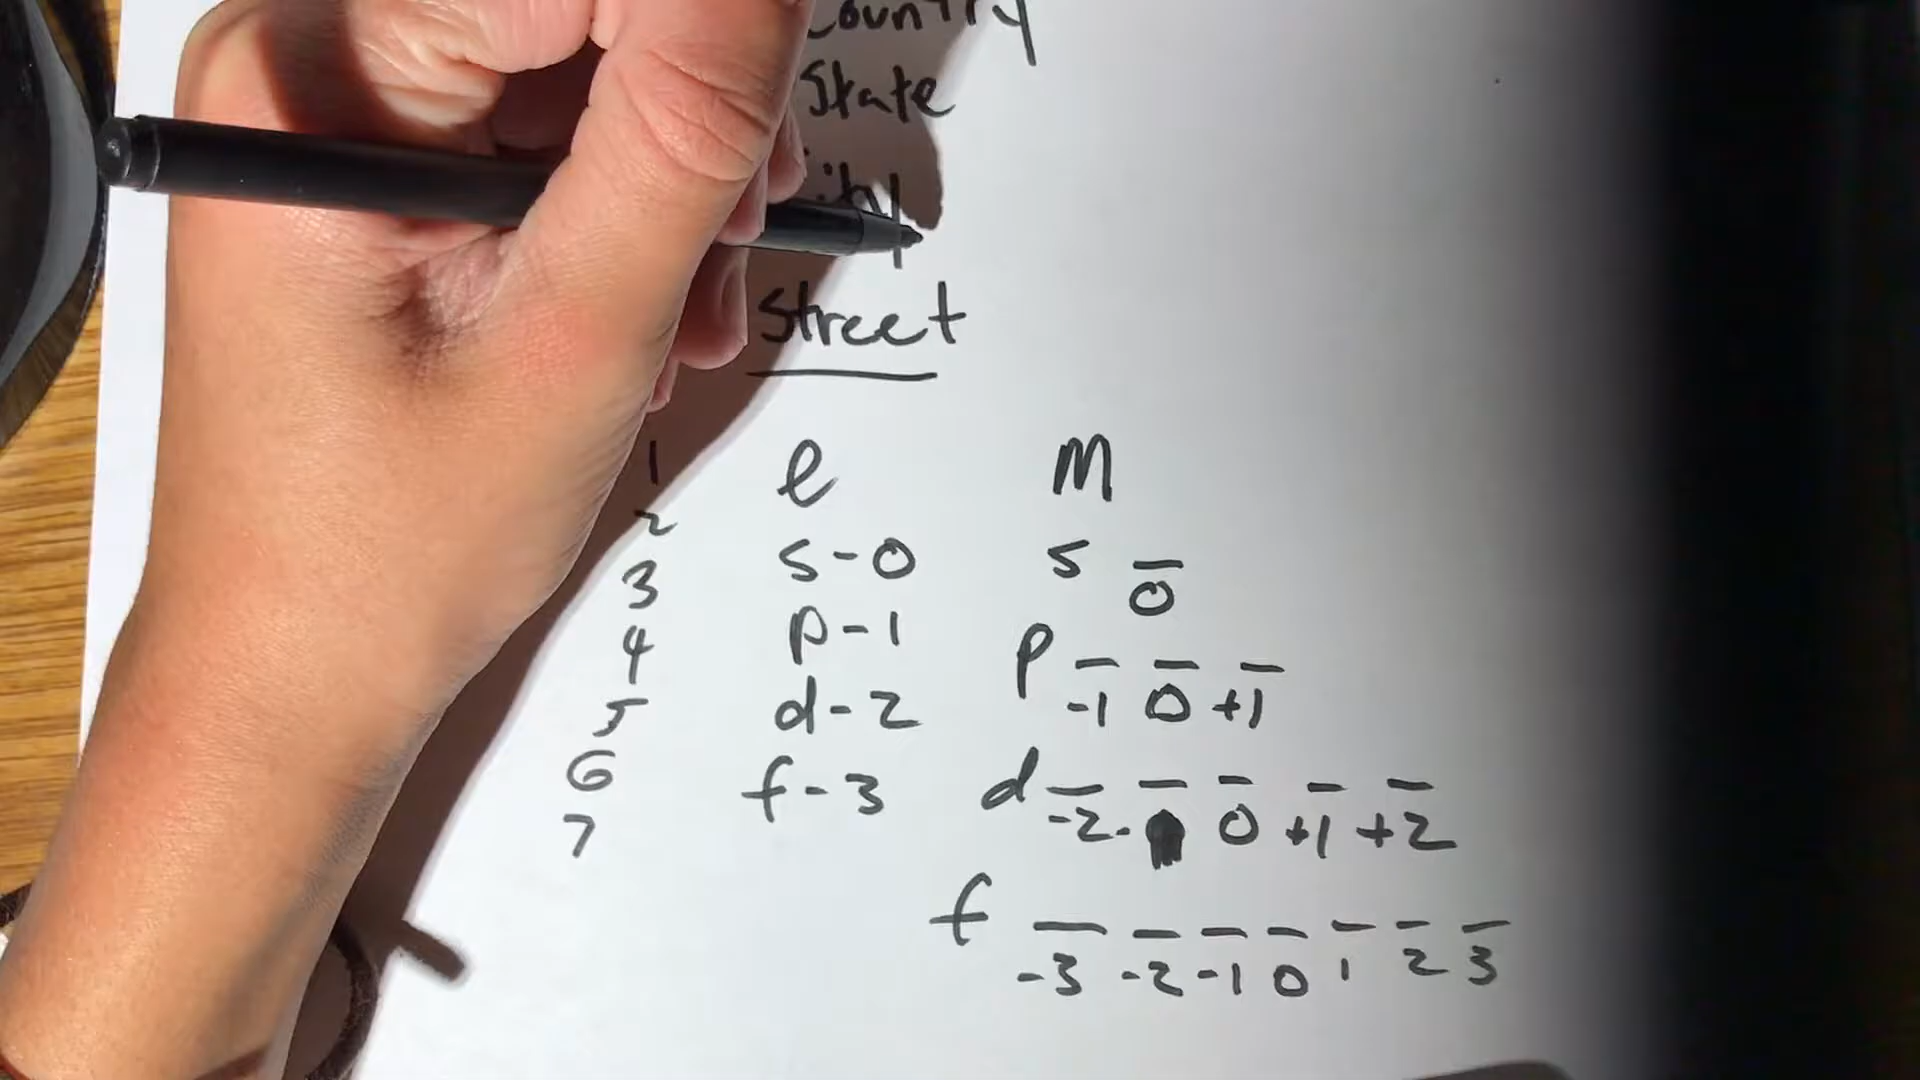 Country
State
ity
Street
1 l m
2
s-0 s 0
3
p-1 p -1 0 +1
4
d-2 d -2 - 0 +1 +2
5
6 f-3
7
f -3 -2 -1 0 1 2 3